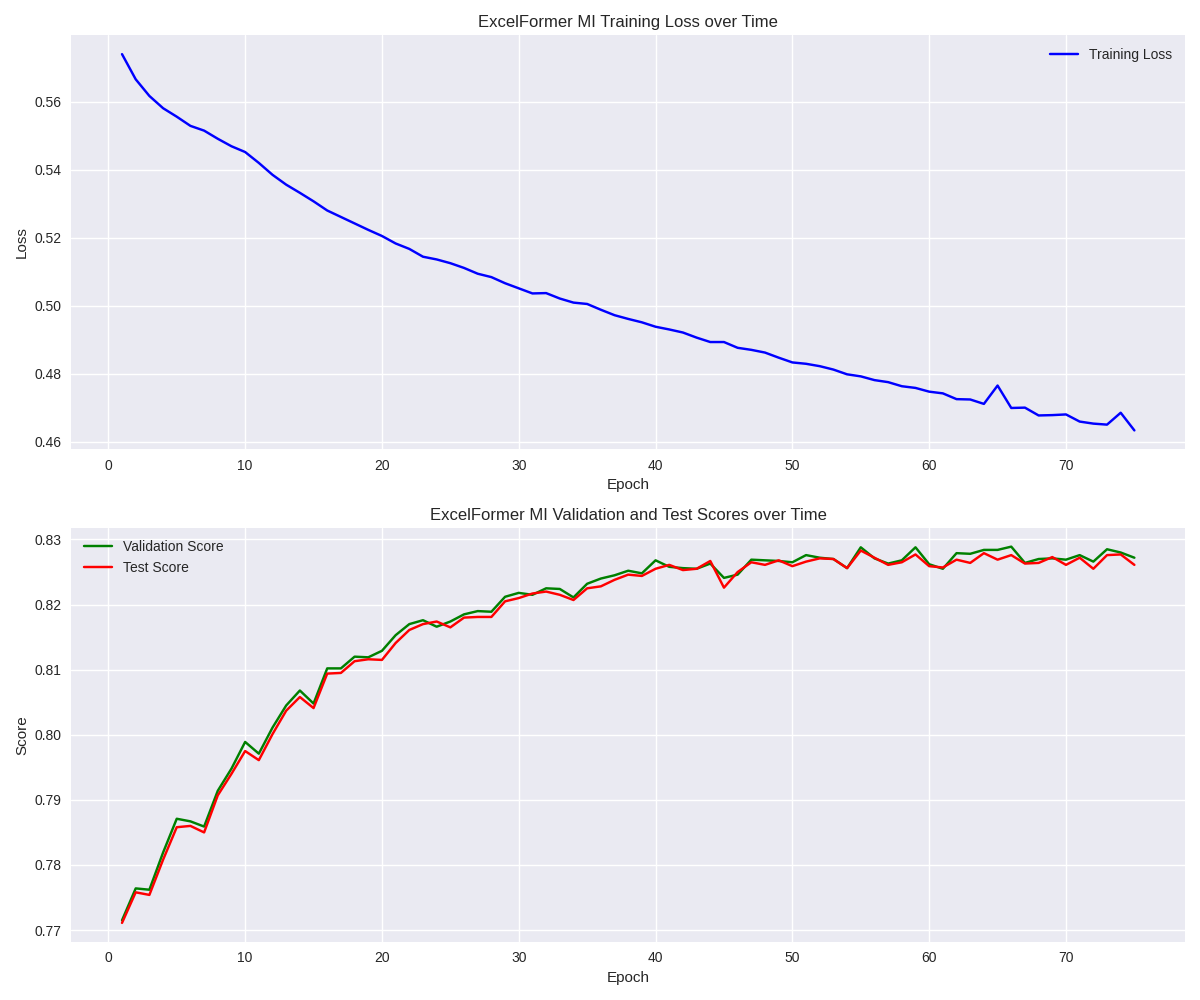 ExcelFormer MI Training Loss over Time
Training Loss
0.56
0.54
0.52
0.50
0.48
0.46
Loss
0 10 20 30 40 50 60 70
Epoch
ExcelFormer MI Validation and Test Scores over Time
Validation Score
Test Score
0.83
0.82
0.81
0.80
0.79
0.78
0.77
Score
0 10 20 30 40 50 60 70
Epoch